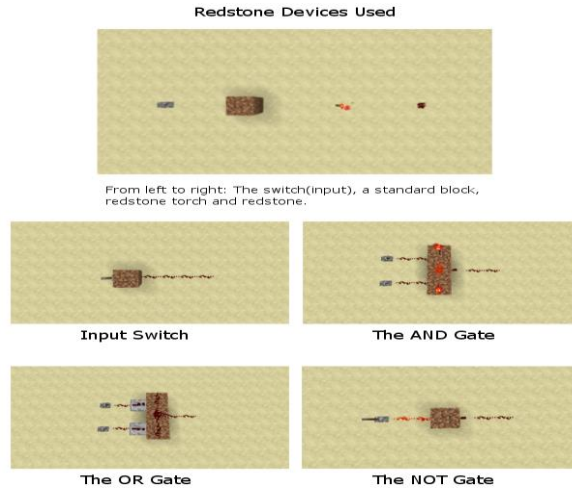 Redstone Devices Used
From left to right: The switch(input), a standard block,
redstone torch and redstone.
Input Switch
The AND Gate
The OR Gate
The NOT Gate